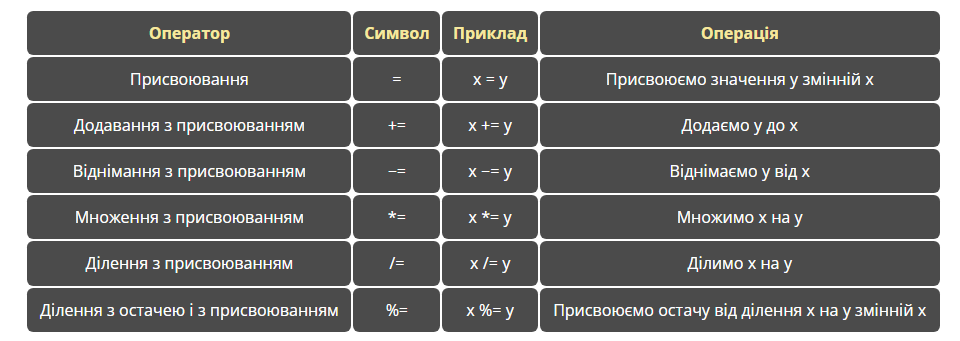 Оператор Символ Приклад Операція
Присвоювання = x = y Присвоюємо значення y змінній x
Додавання з присвоюванням += x += y Додаємо y до x
Віднімання з присвоюванням −= x −= y Віднімаємо y від x
Множення з присвоюванням *= x *= y Множимо x на y
Ділення з присвоюванням /= x /= y Ділимо x на y
Ділення з остачею і з присвоюванням %= x %= y Присвоюємо остачу від ділення x на y змінній x